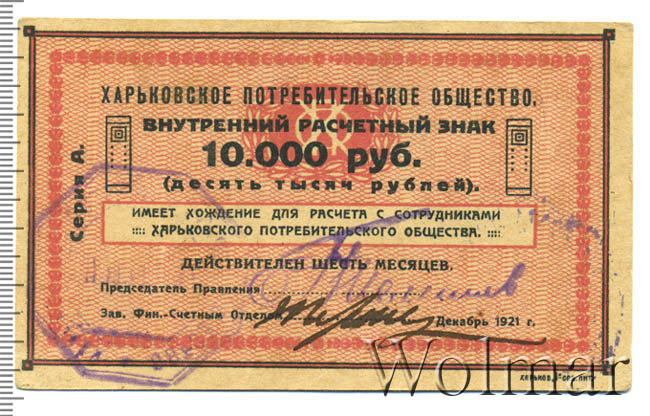 ХАРЬКОВСКОЕ ПОТРЕБИТЕЛЬСКОЕ ОБЩЕСТВО.
ВНУТРЕННИЙ РАСЧЕТНЫЙ ЗНАК
10.000 руб.
(десять тысяч рублей).
Серия А.
ИМЕЕТ ХОЖДЕНИЕ ДЛЯ РАСЧЕТА С СОТРУДНИКАМИ
ХАРЬКОВСКОГО ПОТРЕБИТЕЛЬСКОГО ОБЩЕСТВА.
ДЕЙСТВИТЕЛЕН ШЕСТЬ МЕСЯЦЕВ.
Председатель Правления
Зав. Фин.-Счетным Отделом
Декабрь 1921 г.
Wolmar